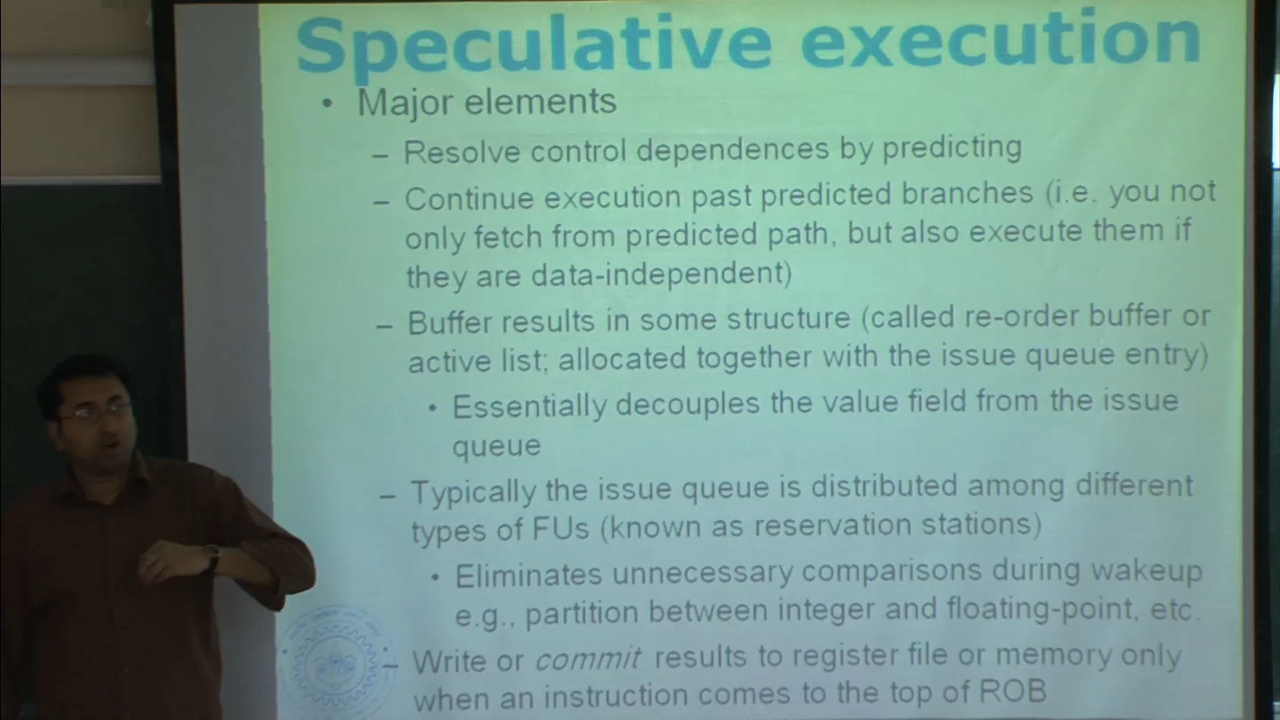 Speculative execution
• Major elements
– Resolve control dependences by predicting
– Continue execution past predicted branches (i.e. you not
only fetch from predicted path, but also execute them if
they are data-independent)
– Buffer results in some structure (called re-order buffer or
active list; allocated together with the issue queue entry)
• Essentially decouples the value field from the issue
queue
– Typically the issue queue is distributed among different
types of FUs (known as reservation stations)
• Eliminates unnecessary comparisons during wakeup
e.g., partition between integer and floating-point, etc.
– Write or commit results to register file or memory only
when an instruction comes to the top of ROB